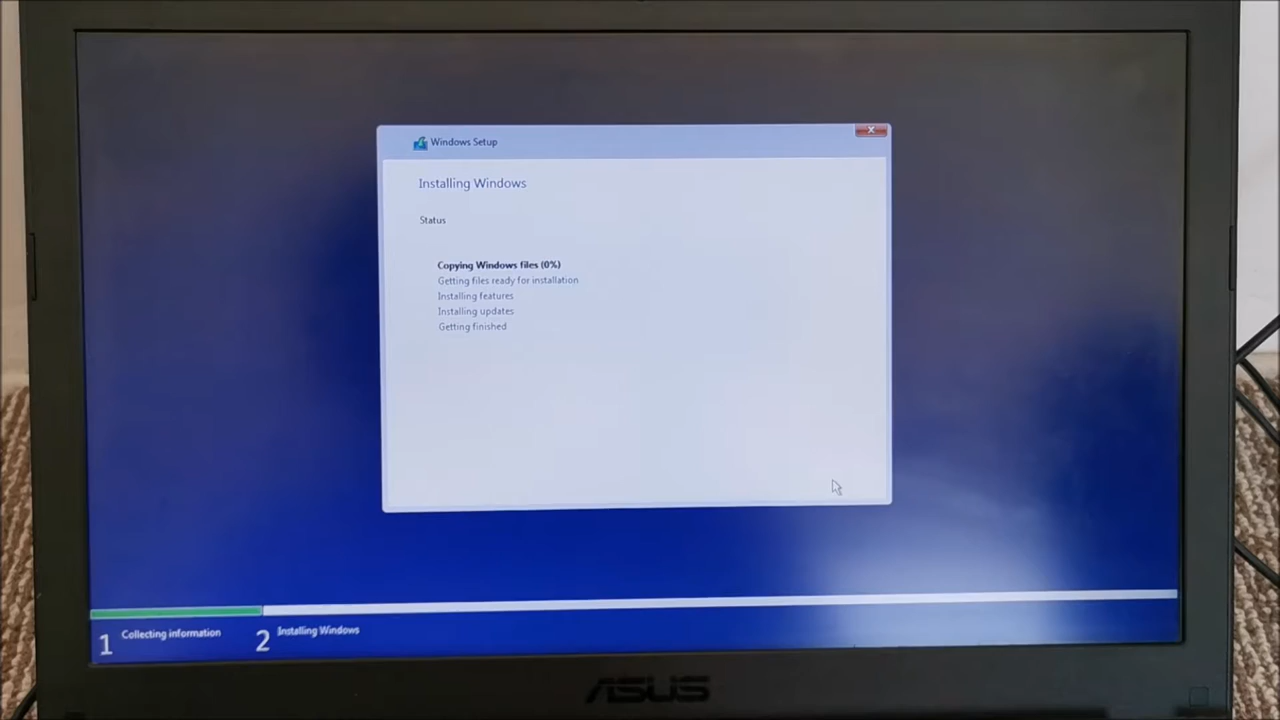 Windows Setup
Installing Windows
Status
Copying Windows files (0%)
Getting files ready for installation
Installing features
Installing updates
Getting finished
1 Collecting information
2 Installing Windows
ASUS